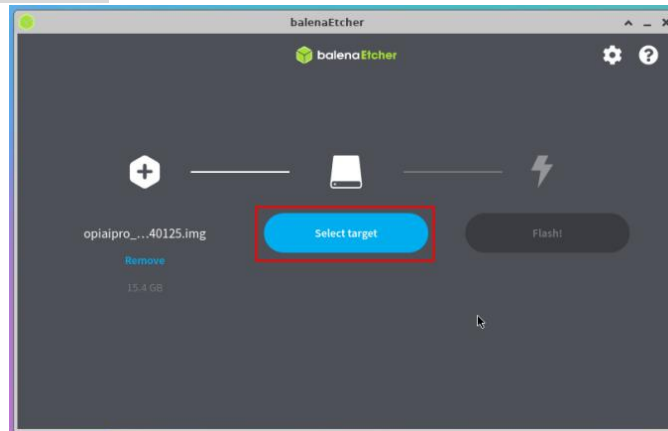 balenaEtcher
balenaEtcher
opiaipro_...40125.img
Select target
Flash!
Remove
15.4 GB